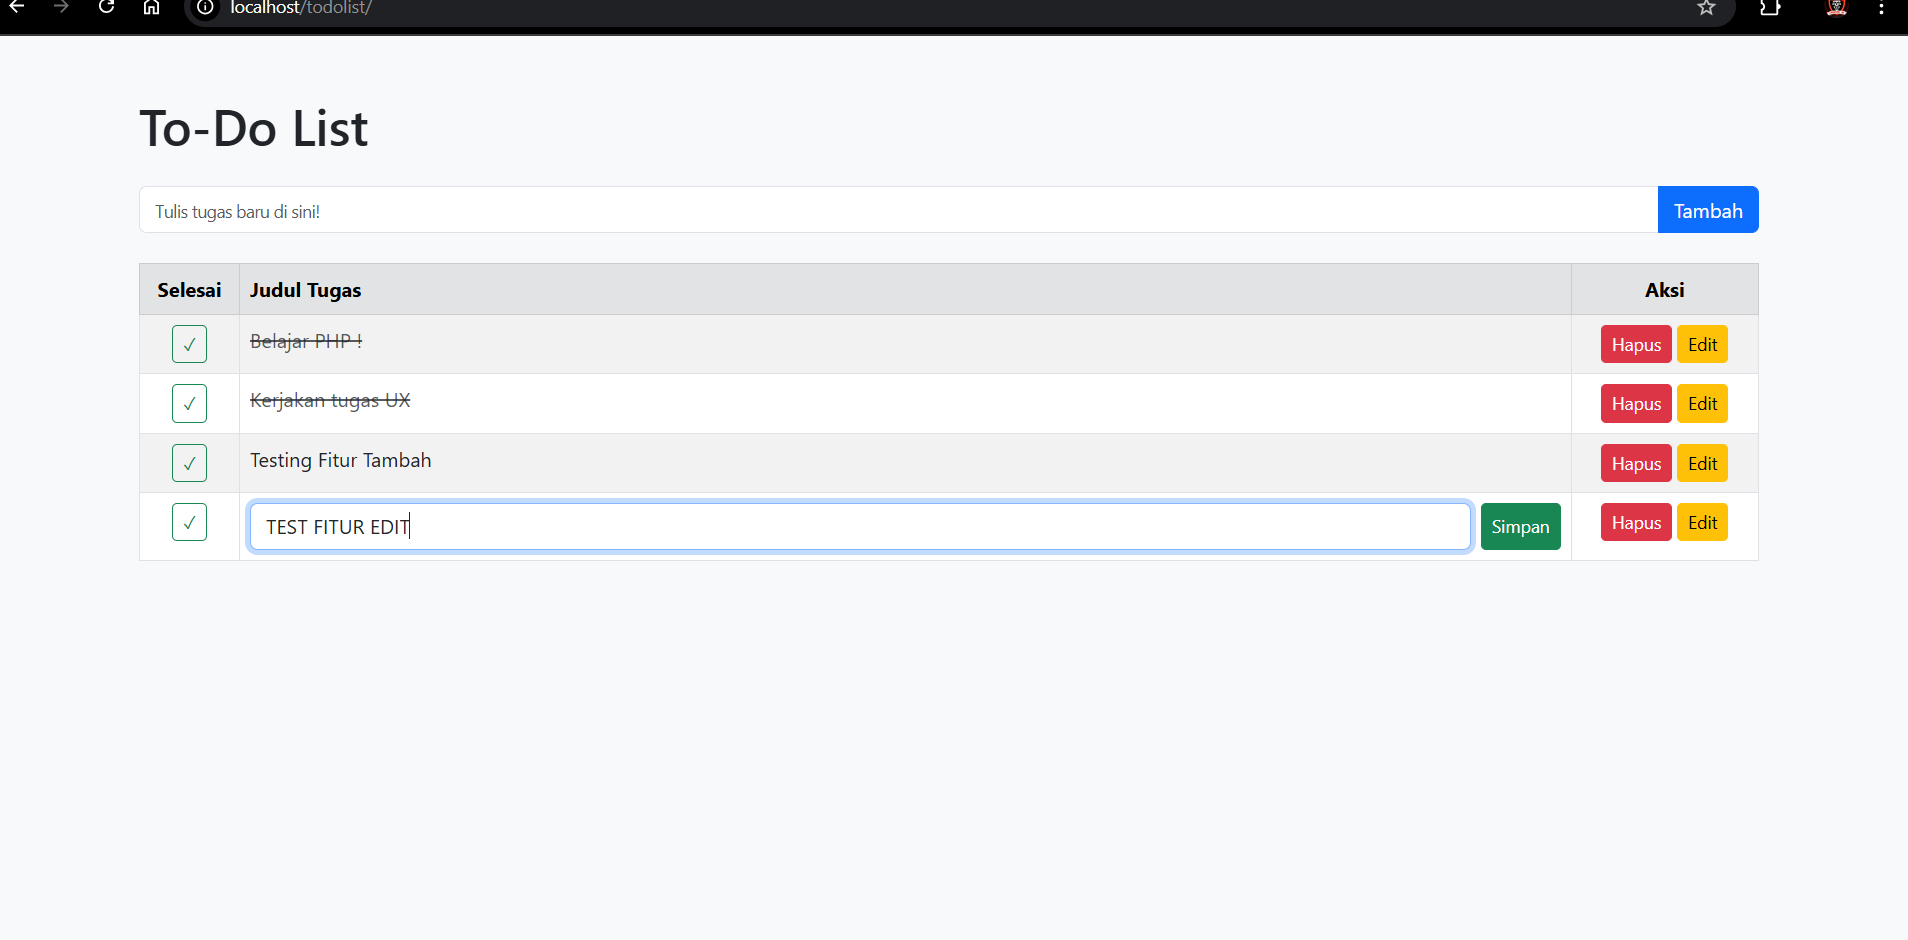 localhost/todolist/
To-Do List
Tulis tugas baru di sini!
Tambah
Selesai Judul Tugas Aksi
✓ Belajar PHP ! Hapus Edit
✓ Kerjakan tugas UX Hapus Edit
✓ Testing Fitur Tambah Hapus Edit
✓ TEST FITUR EDIT Simpan Hapus Edit